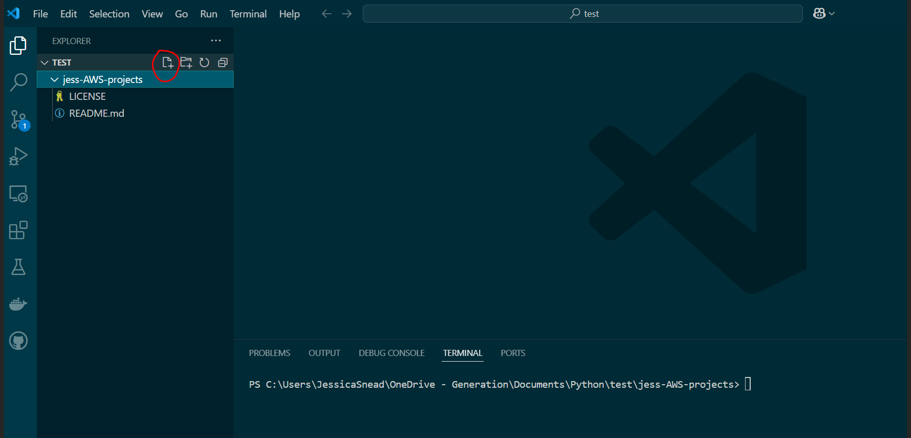 File Edit Selection View Go Run Terminal Help
test
EXPLORER
TEST
jess-AWS-projects
LICENSE
README.md
1
PROBLEMS OUTPUT DEBUG CONSOLE TERMINAL PORTS
PS C:\Users\JessicaSnead\OneDrive - Generation\Documents\Python\test\jess-AWS-projects>